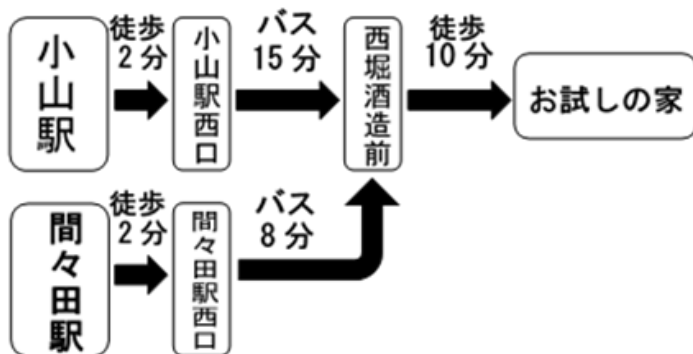 小山駅
徒歩
2分
小山駅西口
バス
15分
西堀酒造前
徒歩
10分
お試しの家
間々田駅
徒歩
2分
間々田駅西口
バス
8分